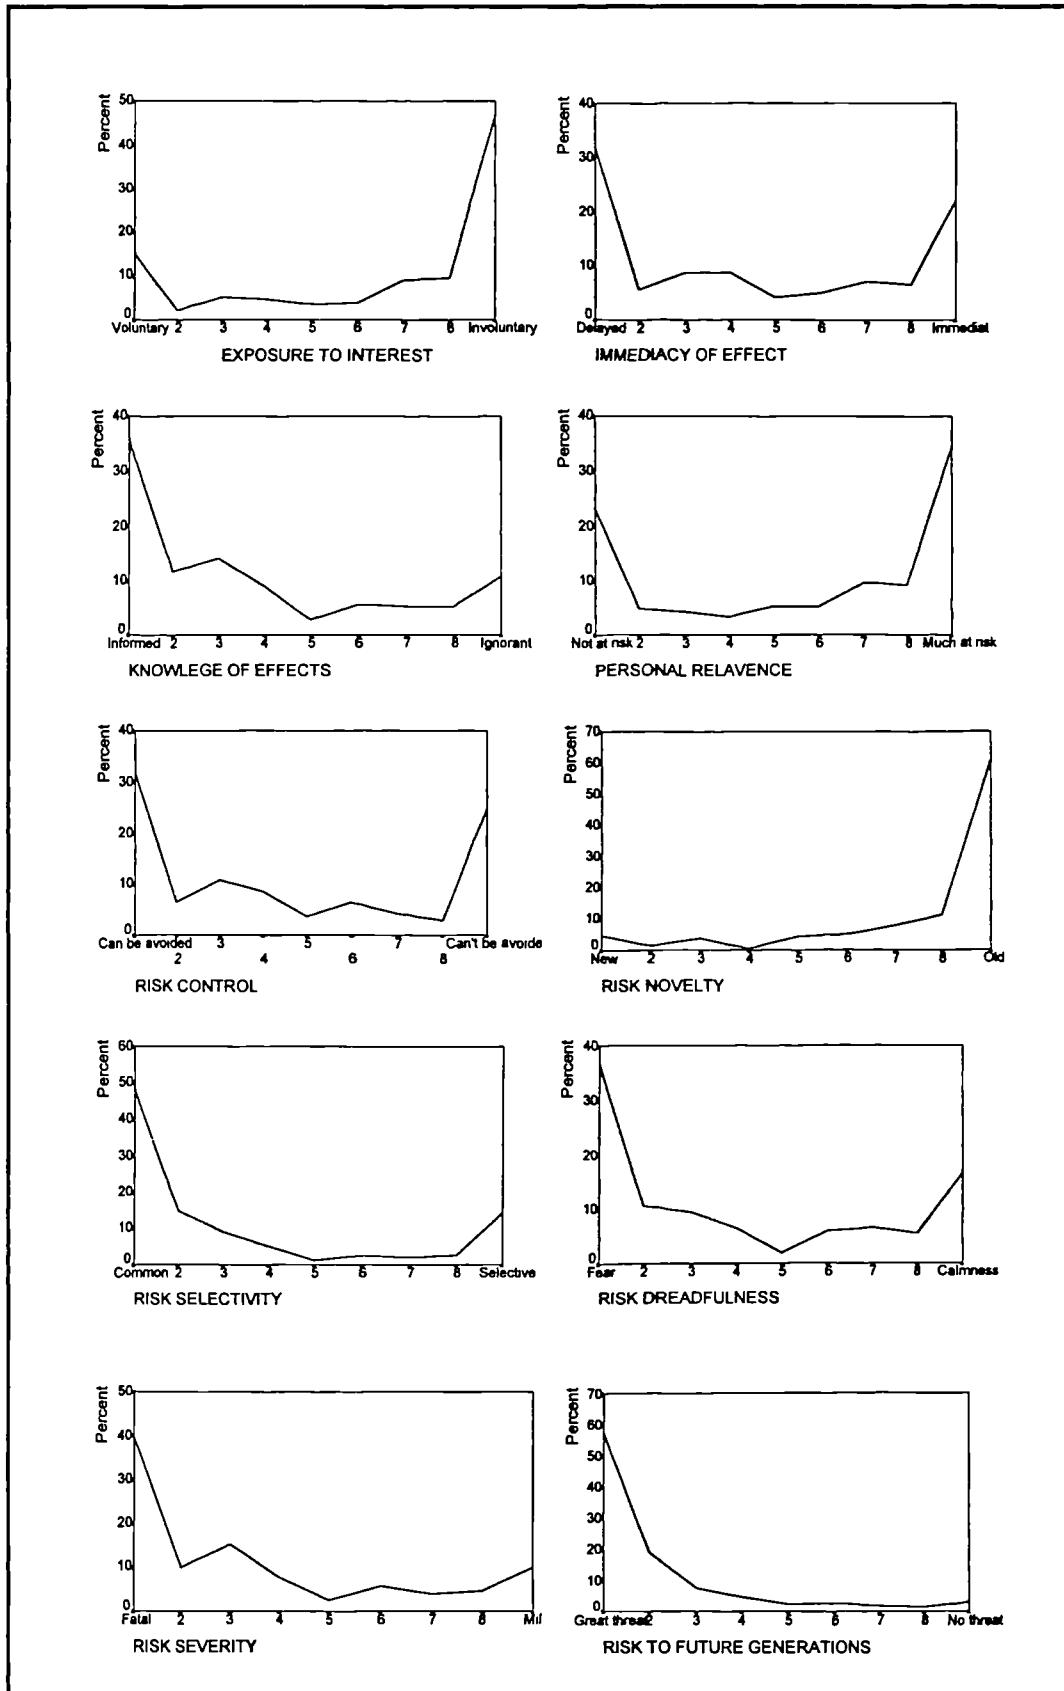 Percent
50
40
30
20
10
0
Voluntary 2 3 4 5 6 7 8 Involuntary
EXPOSURE TO INTEREST
Percent
40
30
20
10
0
Delayed 2 3 4 5 6 7 8 Immediat
IMMEDIACY OF EFFECT
Percent
40
30
20
10
0
Informed 2 3 4 5 6 7 8 Ignorant
KNOWLEGE OF EFFECTS
Percent
40
30
20
10
0
Not at risk 2 3 4 5 6 7 8 Much at risk
PERSONAL RELAVENCE
Percent
40
30
20
10
0
Can be avoided 3 5 7 Can't be avoide
2 4 6 8
RISK CONTROL
Percent
70
60
50
40
30
20
10
0
New 2 3 4 5 6 7 8 Old
RISK NOVELTY
Percent
60
50
40
30
20
10
0
Common 2 3 4 5 6 7 8 Selective
RISK SELECTIVITY
Percent
40
30
20
10
0
Fear 2 3 4 5 6 7 8 Calmness
RISK DREADFULNESS
Percent
50
40
30
20
10
0
Fatal 2 3 4 5 6 7 8 Mil
RISK SEVERITY
Percent
70
60
50
40
30
20
10
0
Great threat 2 3 4 5 6 7 8 No threat
RISK TO FUTURE GENERATIONS